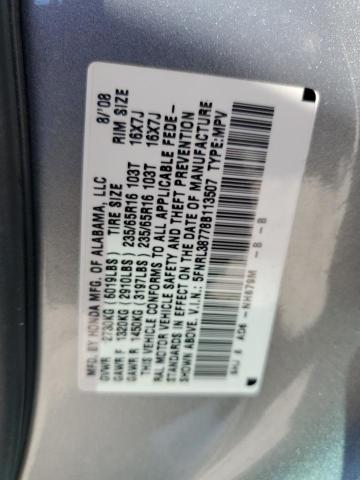 MFD. BY HONDA MFG. OF ALABAMA, LLC 8/'08
GVWR 2730KG (6019LBS) TIRE SIZE RIM SIZE
GAWR F 1320KG (2910LBS) 235/65R16 103T 16X7J
GAWR R 1450KG (3197LBS) 235/65R16 103T 16X7J
THIS VEHICLE CONFORMS TO ALL APPLICABLE FEDE-
RAL MOTOR VEHICLE SAFETY AND THEFT PREVENTION
STANDARDS IN EFFECT ON THE DATE OF MANUFACTURE
SHOWN ABOVE. V.I.N.: 5FNRL38778B113507 TYPE: MPV
SHJ A06 -NH679M -B -B